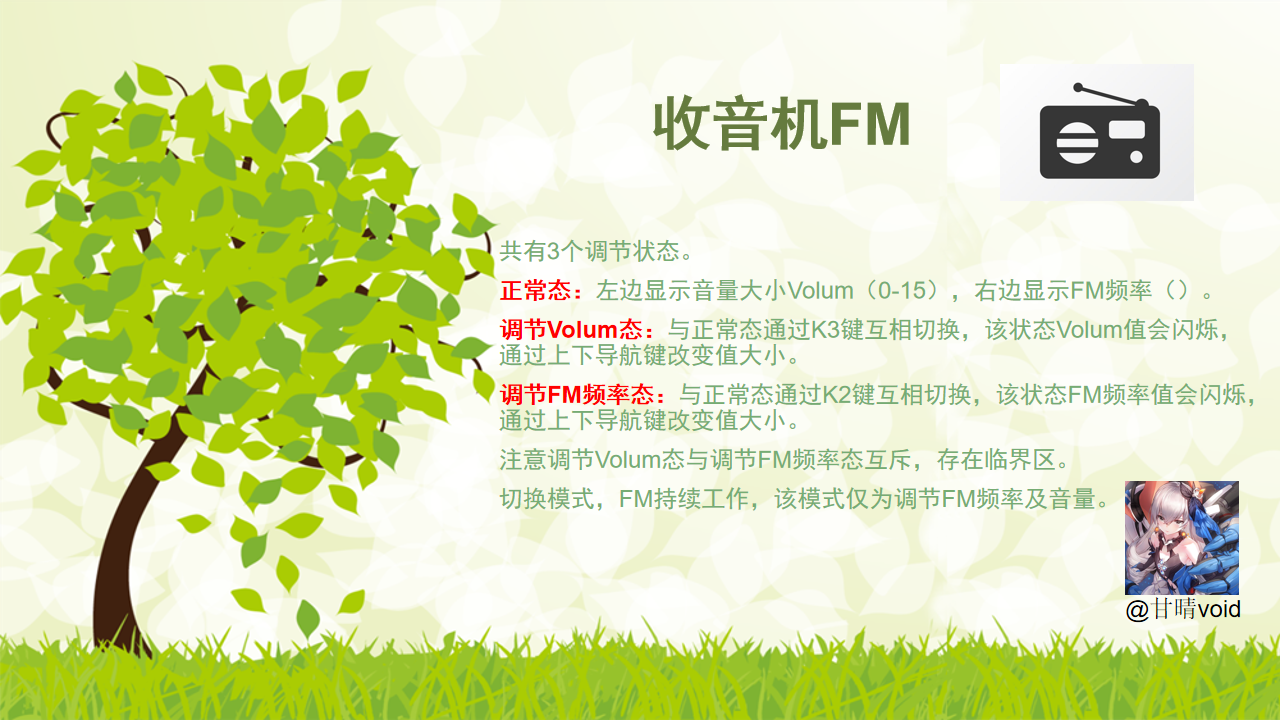 收音机FM
共有3个调节状态。
正常态：左边显示音量大小Volum（0-15），右边显示FM频率（）。
调节Volum态：与正常态通过K3键互相切换，该状态Volum值会闪烁，
通过上下导航键改变值大小。
调节FM频率态：与正常态通过K2键互相切换，该状态FM频率值会闪烁，
通过上下导航键改变值大小。
注意调节Volum态与调节FM频率态互斥，存在临界区。
切换模式，FM持续工作，该模式仅为调节FM频率及音量。
@甘晴void